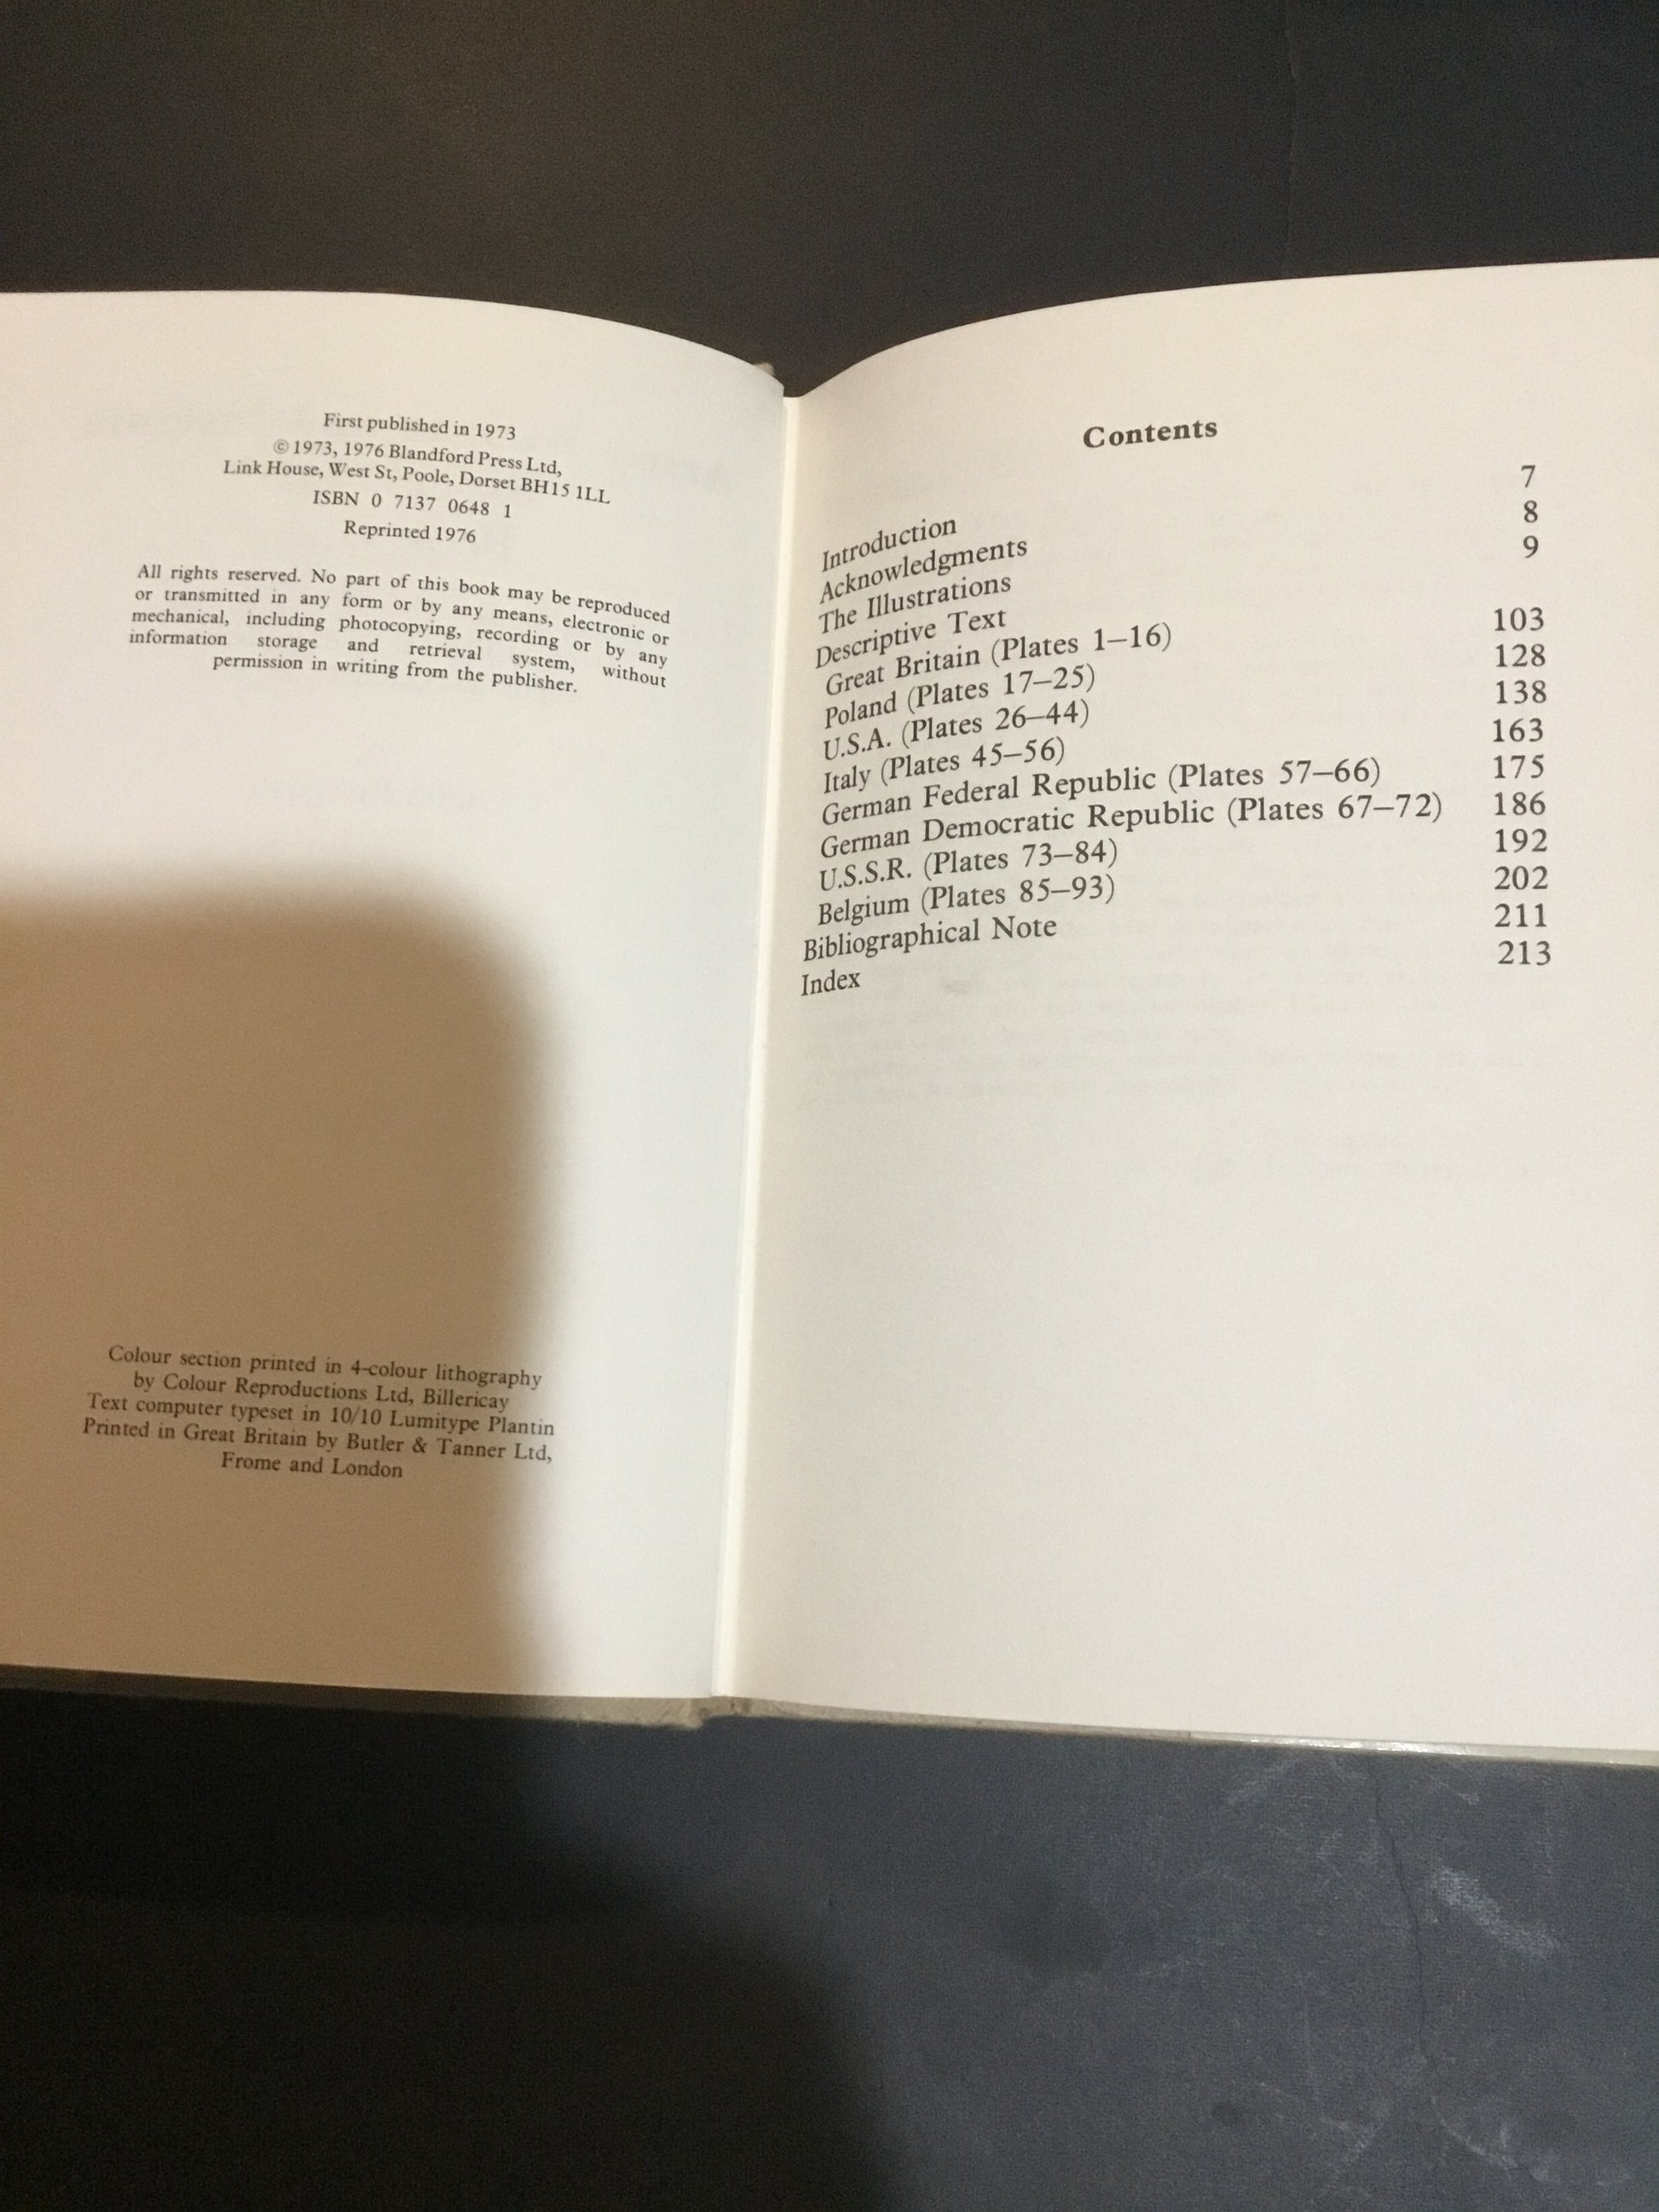 First published in 1973
© 1973, 1976 Blandford Press Ltd,
Link House, West St, Poole, Dorset BH15 1LL
ISBN 0 7137 0648 1
Reprinted 1976
All rights reserved. No part of this book may be reproduced
or transmitted in any form or by any means, electronic or
mechanical, including photocopying, recording or by any
information storage and retrieval system, without
permission in writing from the publisher.
Colour section printed in 4-colour lithography
by Colour Reproductions Ltd, Billericay
Text computer typeset in 10/10 Lumitype Plantin
Printed in Great Britain by Butler & Tanner Ltd,
Frome and London
Contents
Introduction 7
Acknowledgments 8
The Illustrations 9
Descriptive Text
Great Britain (Plates 1–16) 103
Poland (Plates 17–25) 128
U.S.A. (Plates 26–44) 138
Italy (Plates 45–56) 163
German Federal Republic (Plates 57–66) 175
German Democratic Republic (Plates 67–72) 186
U.S.S.R. (Plates 73–84) 192
Belgium (Plates 85–93) 202
Bibliographical Note 211
Index 213